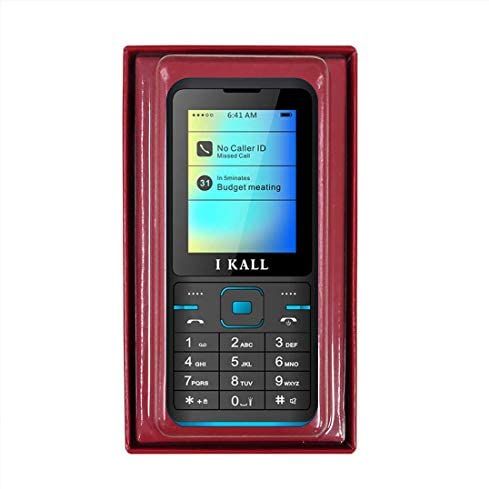 6:41 AM
No Caller ID
Missed Call
In 5minates
31
Budget meating
I KALL
1
2 ABC
3 DEF
4 GHI
5 JKL
6 MNO
7 PQRS
8 TUV
9 WXYZ
* + a
0
#